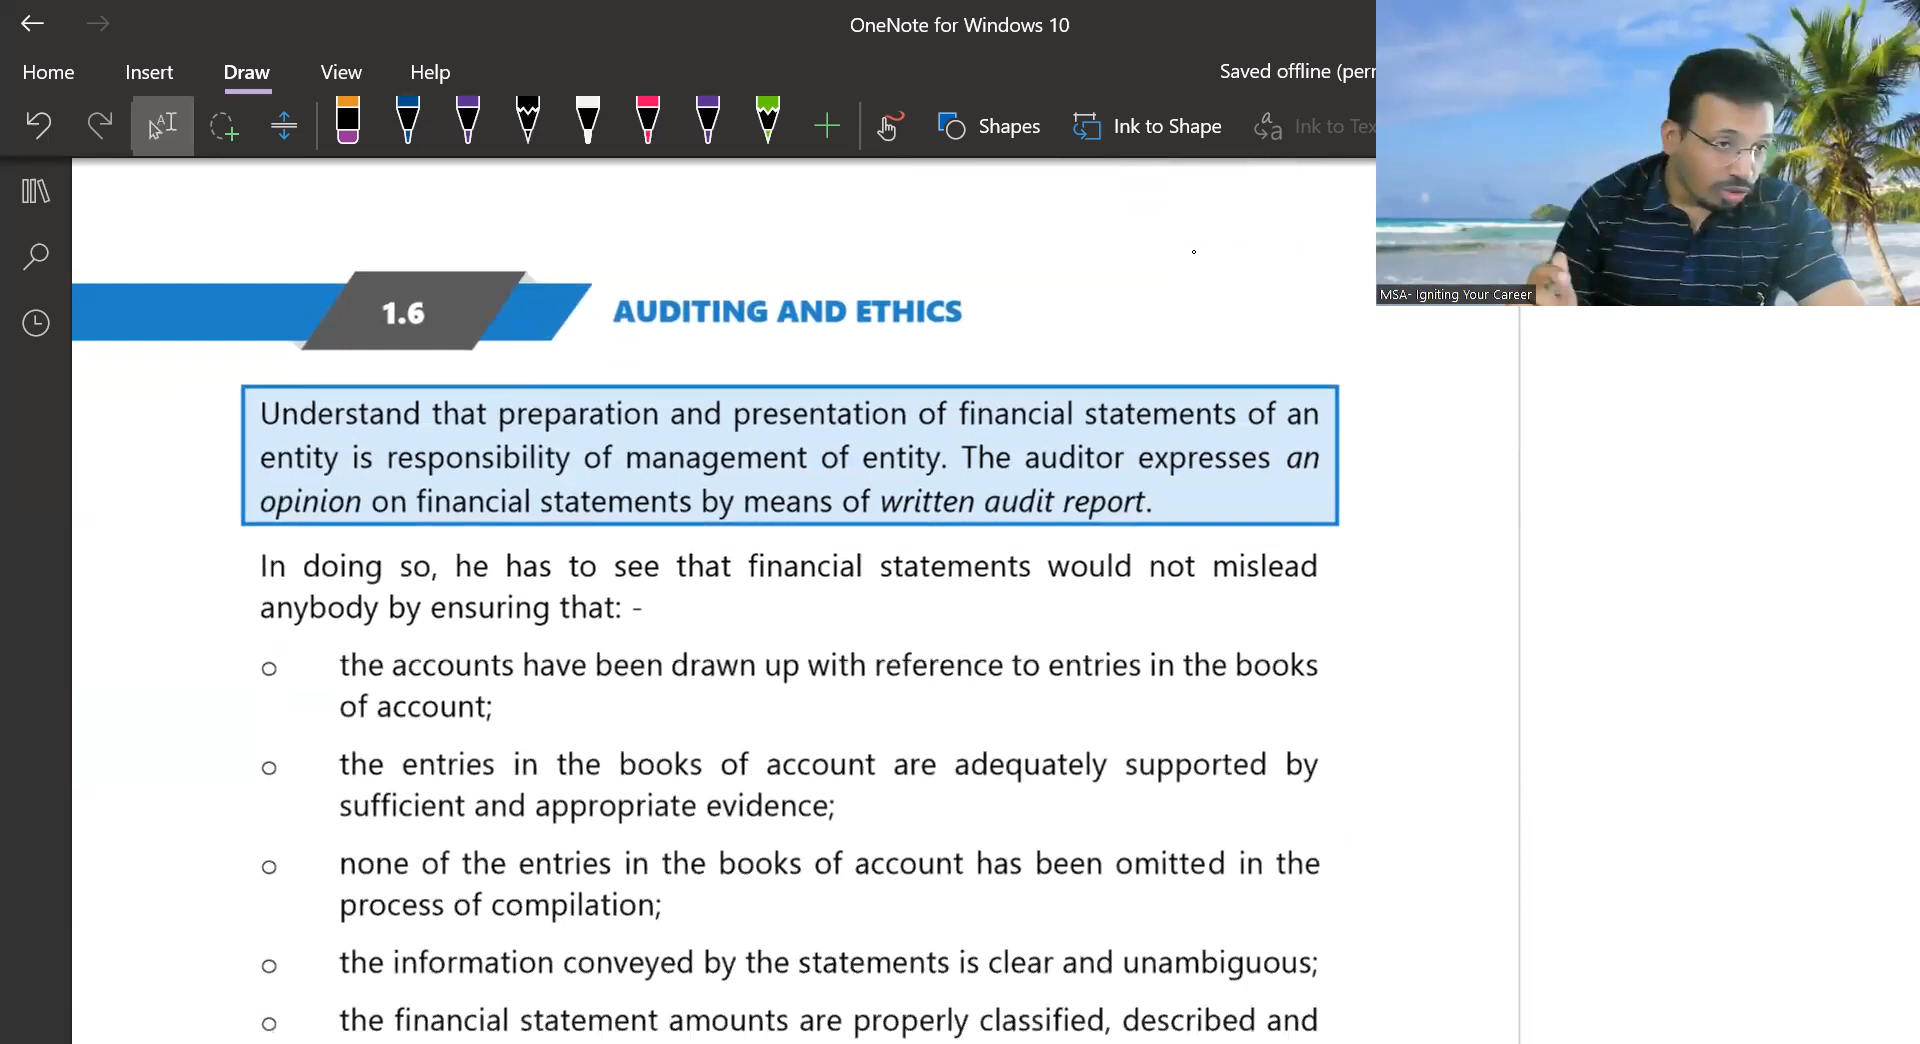 OneNote for Windows 10
Home Insert Draw View Help
Saved offline (perr
Shapes
Ink to Shape
Ink to Tex
MSA- Igniting Your Career
1.6
AUDITING AND ETHICS
Understand that preparation and presentation of financial statements of an
entity is responsibility of management of entity. The auditor expresses an
opinion on financial statements by means of written audit report.
In doing so, he has to see that financial statements would not mislead
anybody by ensuring that: -
o the accounts have been drawn up with reference to entries in the books
of account;
o the entries in the books of account are adequately supported by
sufficient and appropriate evidence;
o none of the entries in the books of account has been omitted in the
process of compilation;
o the information conveyed by the statements is clear and unambiguous;
o the financial statement amounts are properly classified, described and